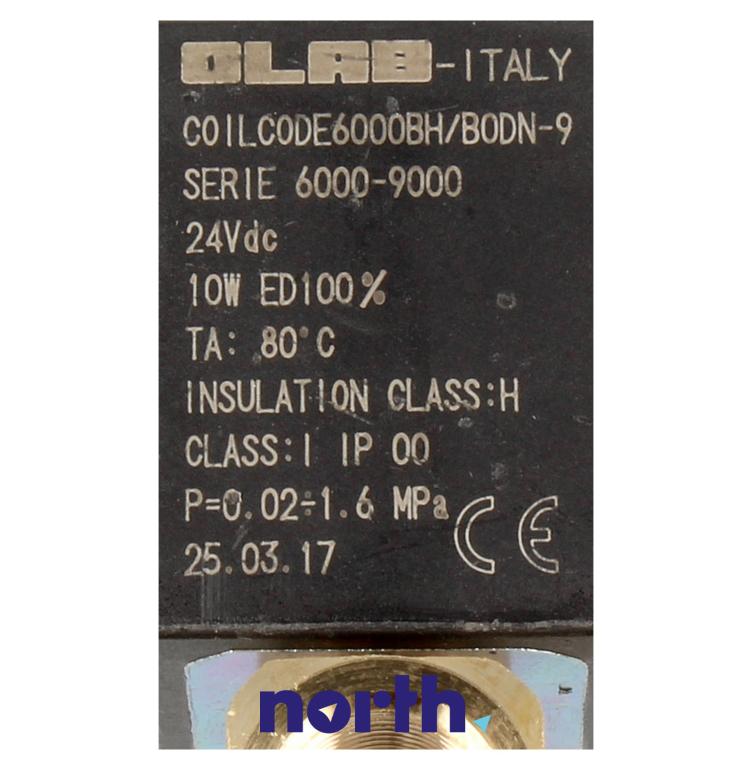 OLAB-ITALY
COILCODE6000BH/BODN-9
SERIE 6000-9000
24Vdc
10W ED100%
TA: 80°C
INSULATION CLASS:H
CLASS:I IP 00
P=0.02÷1.6 MPa CE
25.03.17
north.